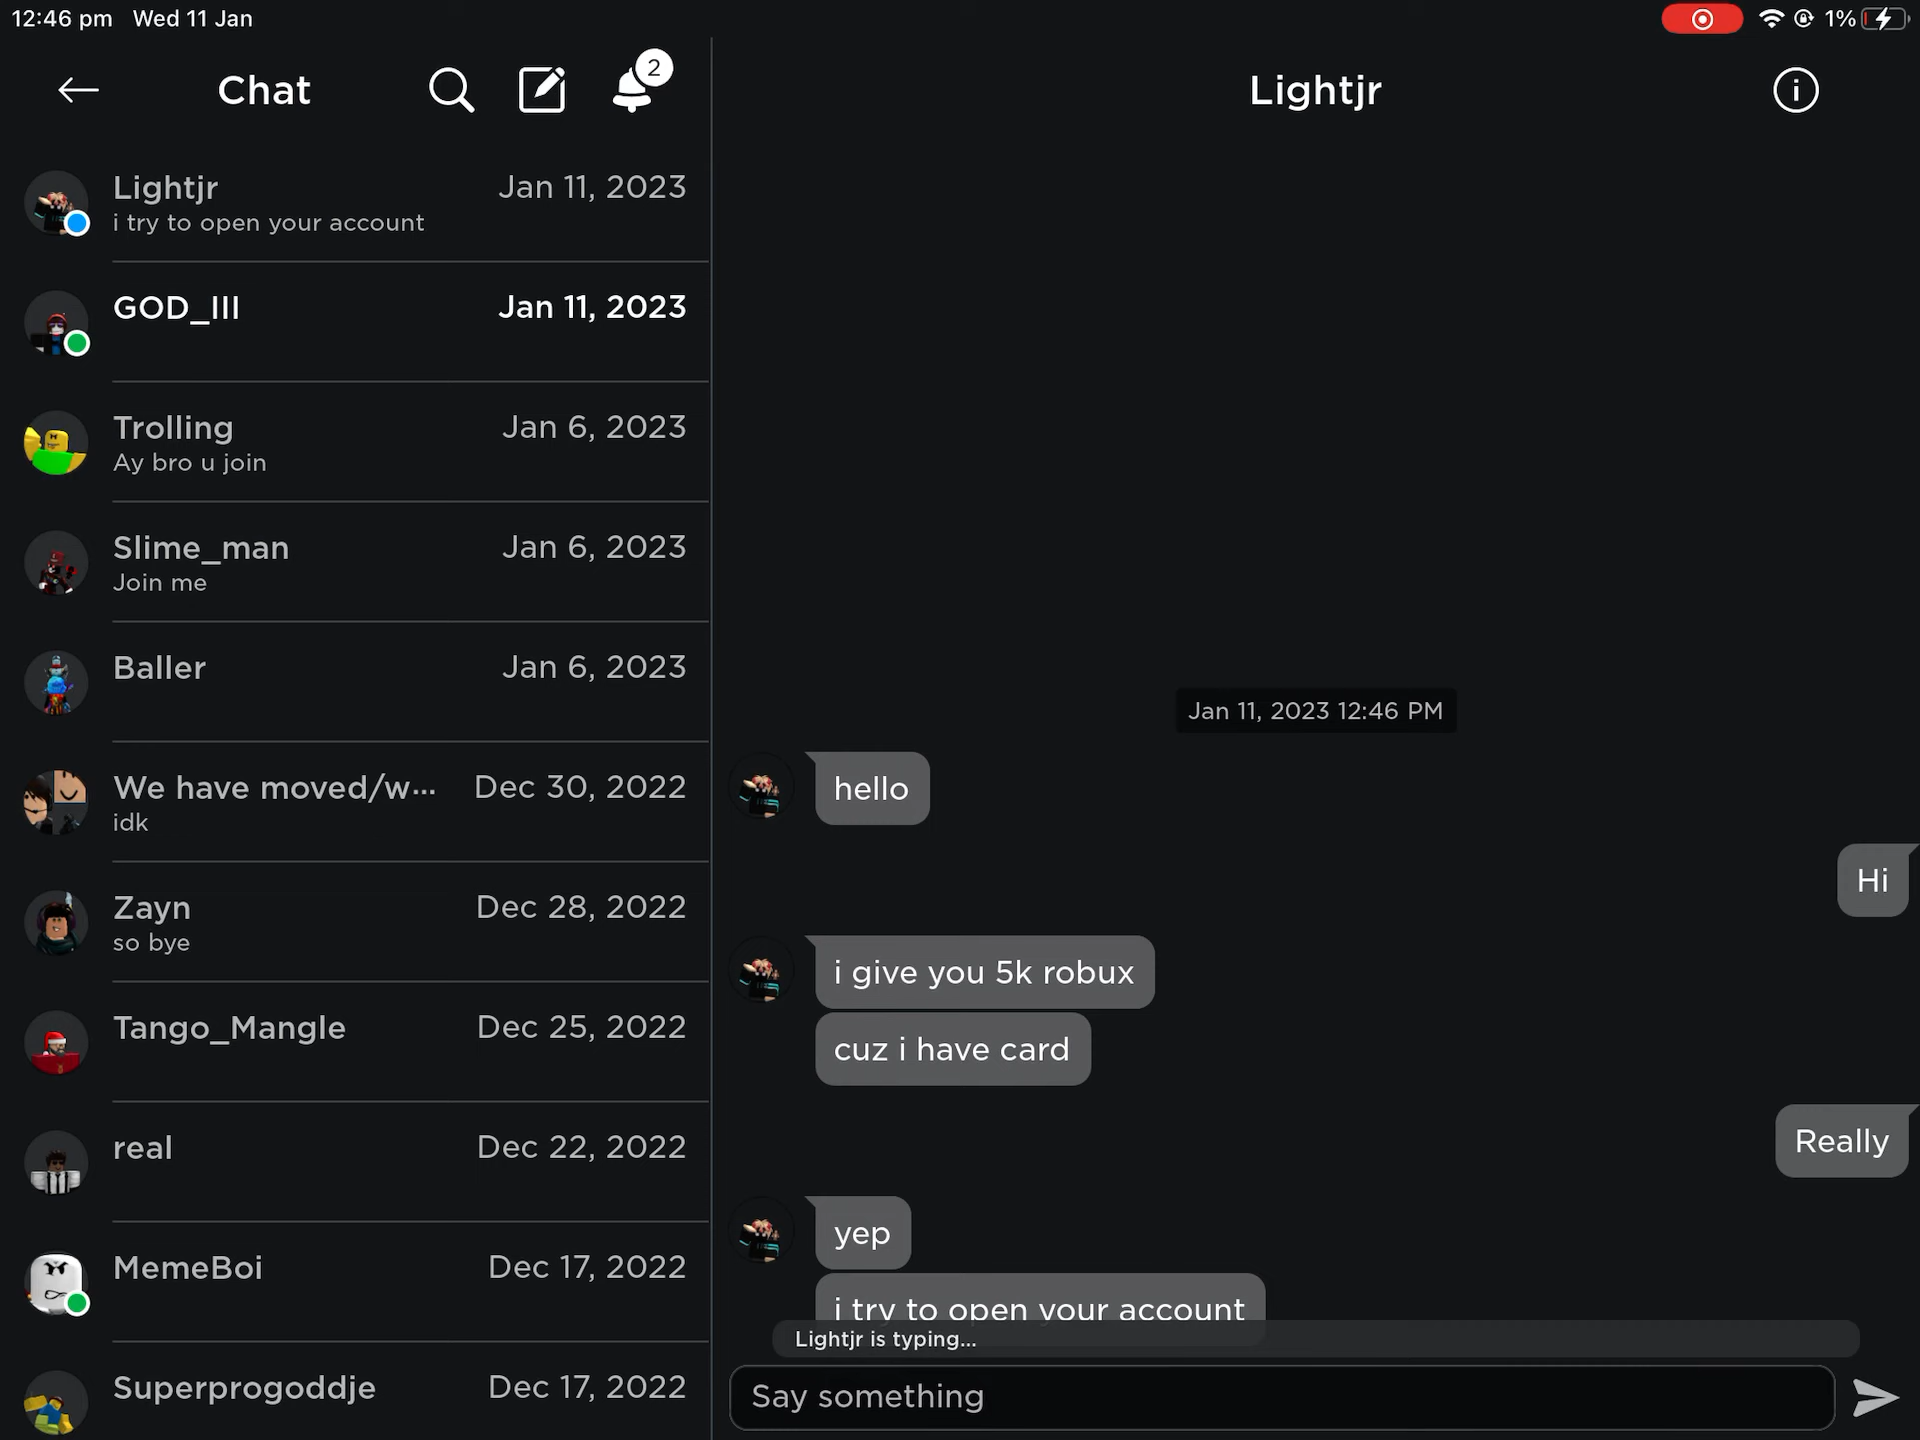 12:46 pm Wed 11 Jan
1%
Chat
2
Lightjr
Lightjr Jan 11, 2023
i try to open your account
GOD_III Jan 11, 2023
Trolling Jan 6, 2023
Ay bro u join
Slime_man Jan 6, 2023
Join me
Baller Jan 6, 2023
We have moved/w... Dec 30, 2022
idk
Zayn Dec 28, 2022
so bye
Tango_Mangle Dec 25, 2022
real Dec 22, 2022
MemeBoi Dec 17, 2022
Superprogoddje Dec 17, 2022
Jan 11, 2023 12:46 PM
hello
Hi
i give you 5k robux
cuz i have card
Really
yep
i try to open your account
Lightjr is typing...
Say something